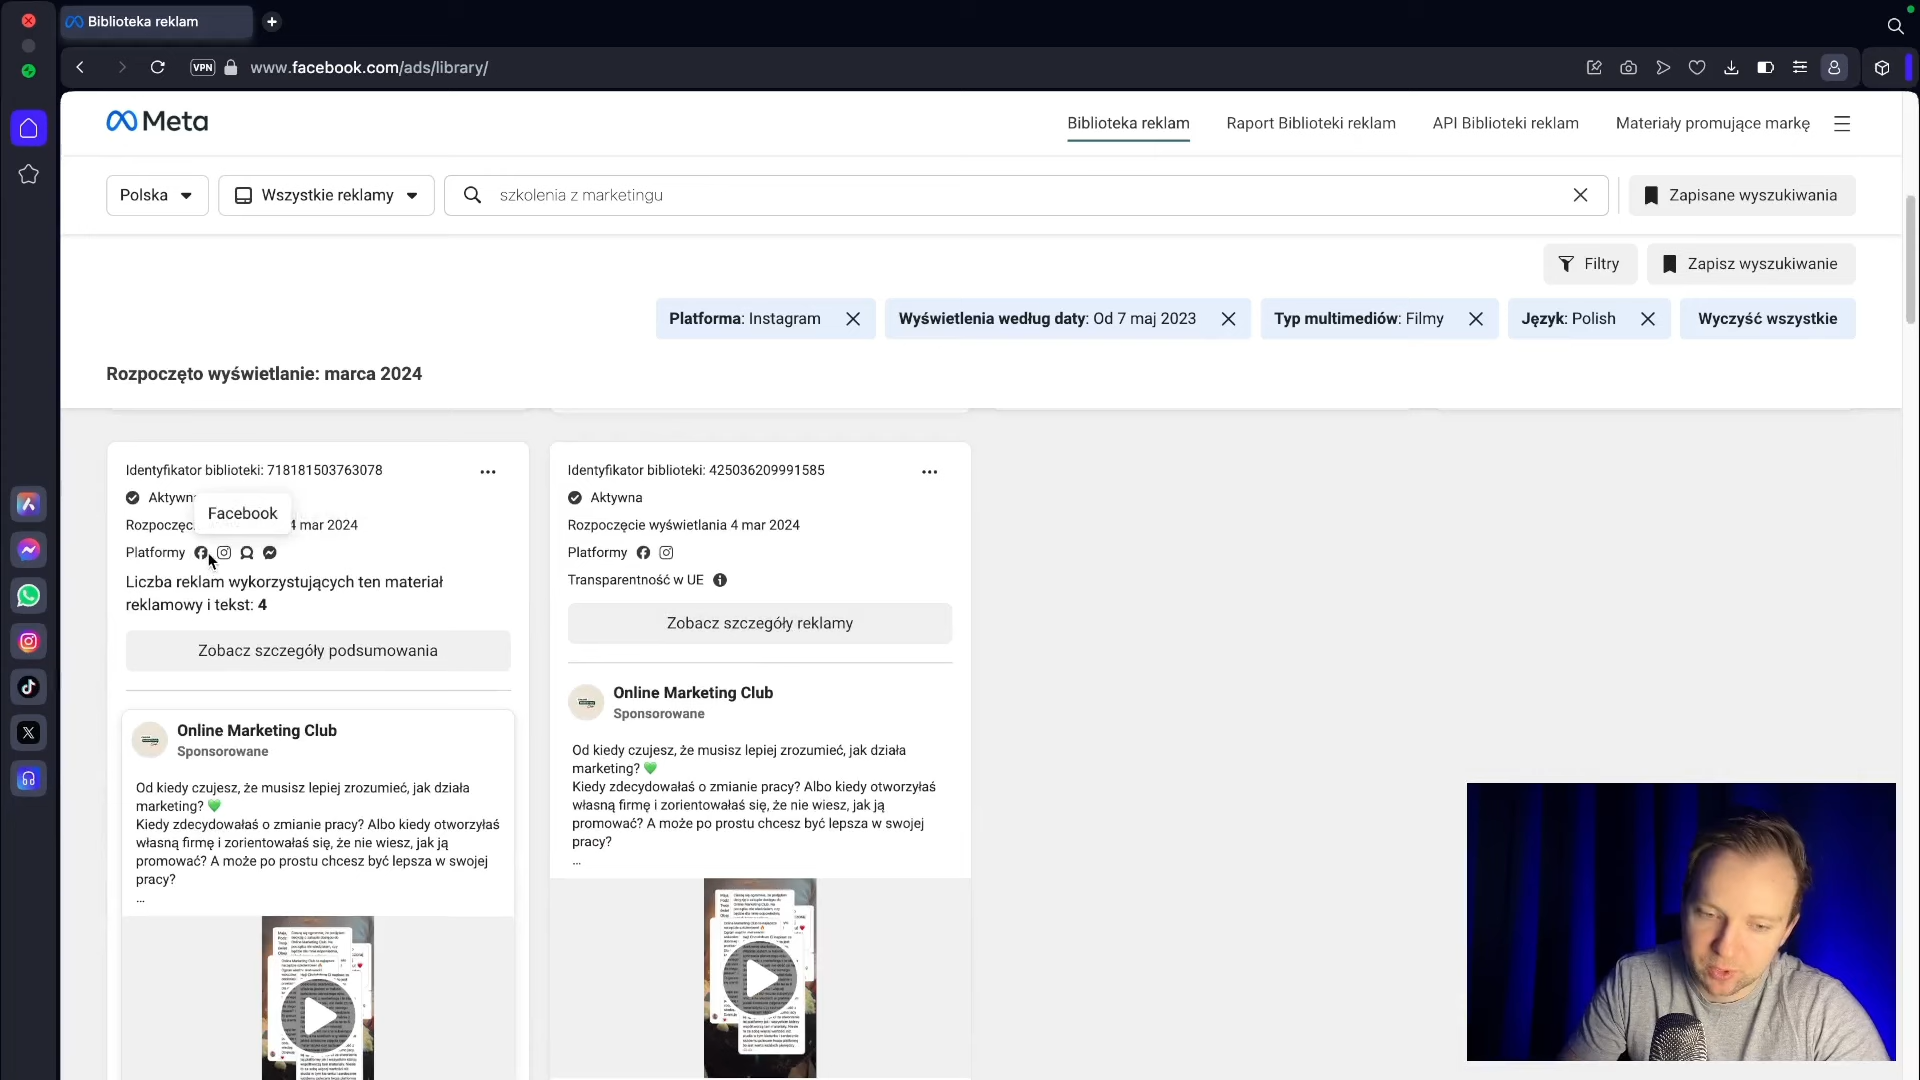 Biblioteka reklam
VPN
www.facebook.com/ads/library/
Meta
Biblioteka reklam
Raport Biblioteki reklam
API Biblioteki reklam
Materiały promujące markę
Polska
Wszystkie reklamy
szkolenia z marketingu
Zapisane wyszukiwania
Filtry
Zapisz wyszukiwanie
Platforma: Instagram
Wyświetlenia według daty: Od 7 maj 2023
Typ multimediów: Filmy
Język: Polish
Wyczyść wszystkie
Rozpoczęto wyświetlanie: marca 2024
Identyfikator biblioteki: 718181503763078
Aktywn
Facebook
Rozpoczęc 4 mar 2024
Platformy
Liczba reklam wykorzystujących ten materiał
reklamowy i tekst: 4
Zobacz szczegóły podsumowania
Online Marketing Club
Sponsorowane
Od kiedy czujesz, że musisz lepiej zrozumieć, jak działa
marketing? 💚
Kiedy zdecydowałaś o zmianie pracy? Albo kiedy otworzyłaś
własną firmę i zorientowałaś się, że nie wiesz, jak ją
promować? A może po prostu chcesz być lepsza w swojej
pracy?
...
Identyfikator biblioteki: 425036209991585
Aktywna
Rozpoczęcie wyświetlania 4 mar 2024
Platformy
Transparentność w UE
Zobacz szczegóły reklamy
Online Marketing Club
Sponsorowane
Od kiedy czujesz, że musisz lepiej zrozumieć, jak działa
marketing? 💚
Kiedy zdecydowałaś o zmianie pracy? Albo kiedy otworzyłaś
własną firmę i zorientowałaś się, że nie wiesz, jak ją
promować? A może po prostu chcesz być lepsza w swojej
pracy?
...